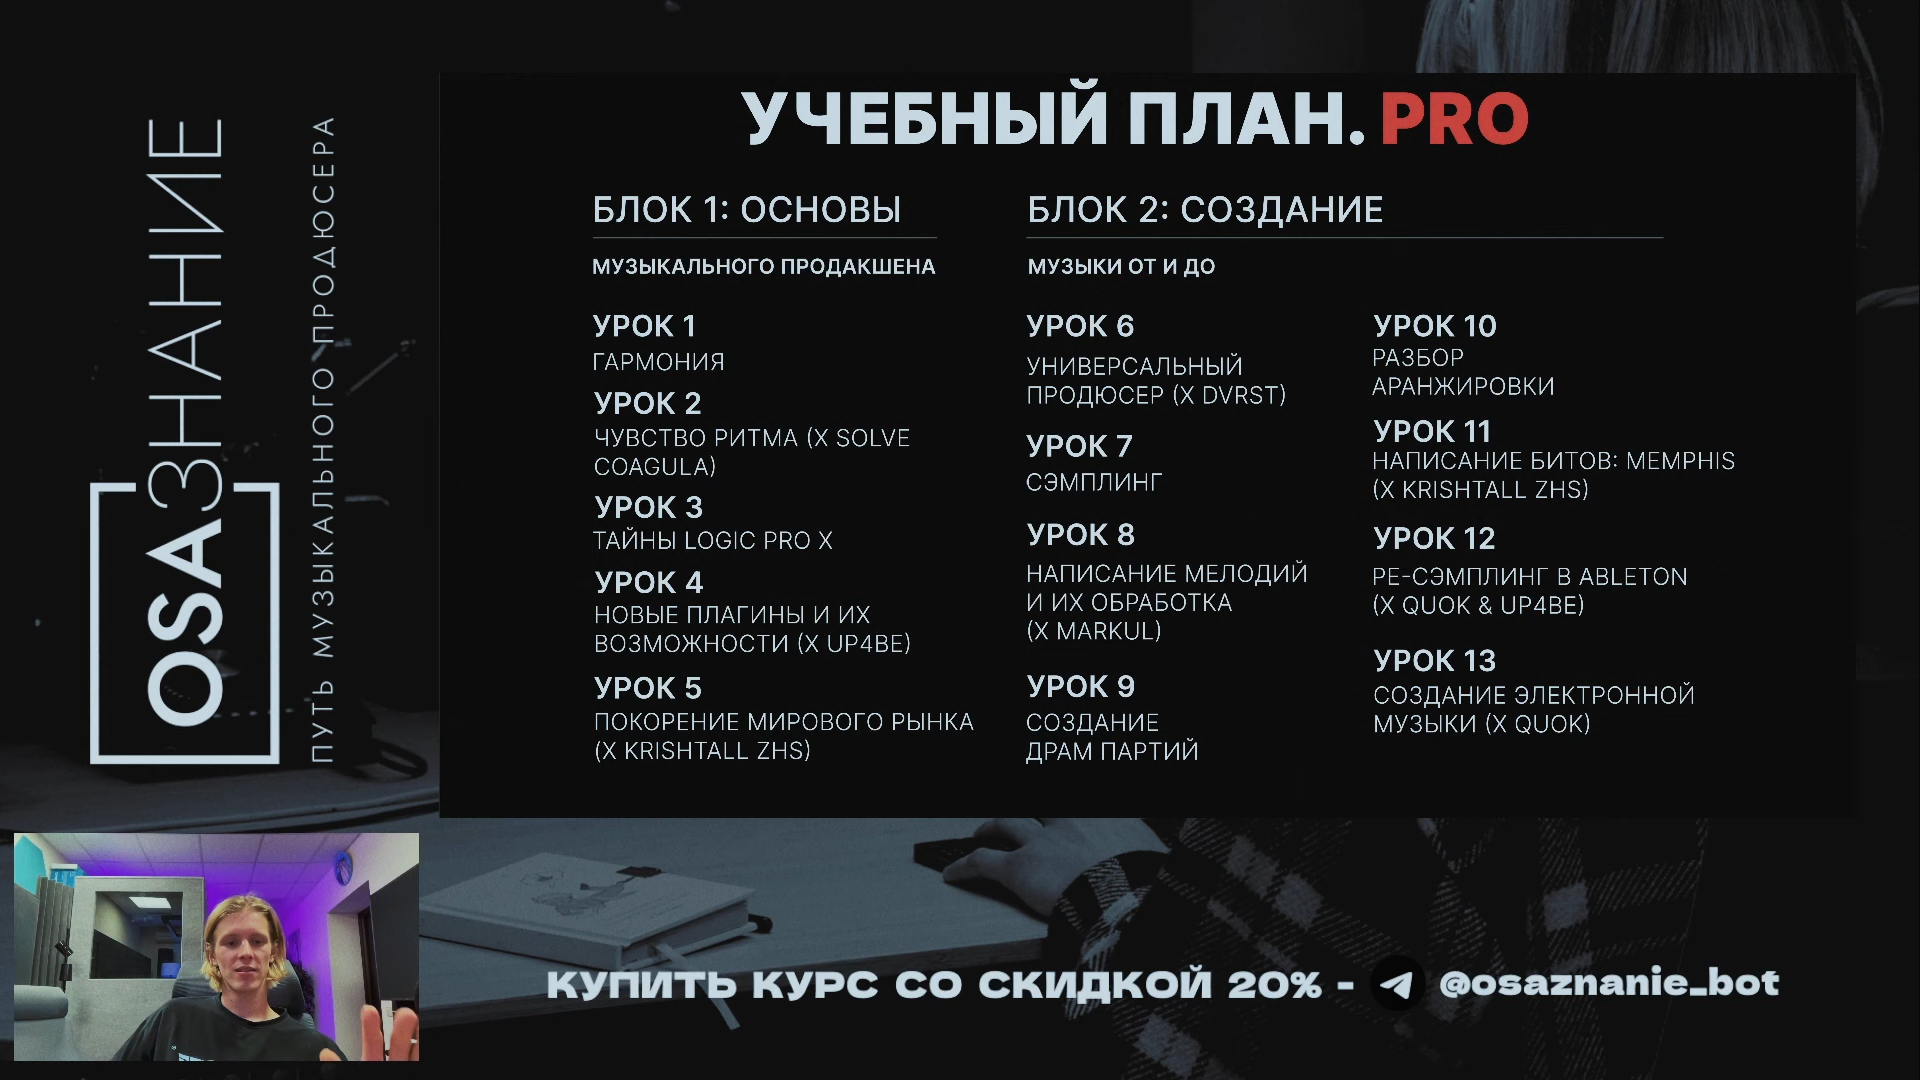 OSAЗНАНИЕ
ПУТЬ МУЗЫКАЛЬНОГО ПРОДЮСЕРА
УЧЕБНЫЙ ПЛАН. PRO
БЛОК 1: ОСНОВЫ
МУЗЫКАЛЬНОГО ПРОДАКШЕНА
УРОК 1
ГАРМОНИЯ
УРОК 2
ЧУВСТВО РИТМА (X SOLVE
COAGULA)
УРОК 3
ТАЙНЫ LOGIC PRO X
УРОК 4
НОВЫЕ ПЛАГИНЫ И ИХ
ВОЗМОЖНОСТИ (X UP4BE)
УРОК 5
ПОКОРЕНИЕ МИРОВОГО РЫНКА
(X KRISHTALL ZHS)
БЛОК 2: СОЗДАНИЕ
МУЗЫКИ ОТ И ДО
УРОК 6
УНИВЕРСАЛЬНЫЙ
ПРОДЮСЕР (X DVRST)
УРОК 7
СЭМПЛИНГ
УРОК 8
НАПИСАНИЕ МЕЛОДИЙ
И ИХ ОБРАБОТКА
(X MARKUL)
УРОК 9
СОЗДАНИЕ
ДРАМ ПАРТИЙ
УРОК 10
РАЗБОР
АРАНЖИРОВКИ
УРОК 11
НАПИСАНИЕ БИТОВ: MEMPHIS
(X KRISHTALL ZHS)
УРОК 12
РЕ-СЭМПЛИНГ В ABLETON
(X QUOK & UP4BE)
УРОК 13
СОЗДАНИЕ ЭЛЕКТРОННОЙ
МУЗЫКИ (X QUOK)
КУПИТЬ КУРС СО СКИДКОЙ 20% - @osaznanie_bot